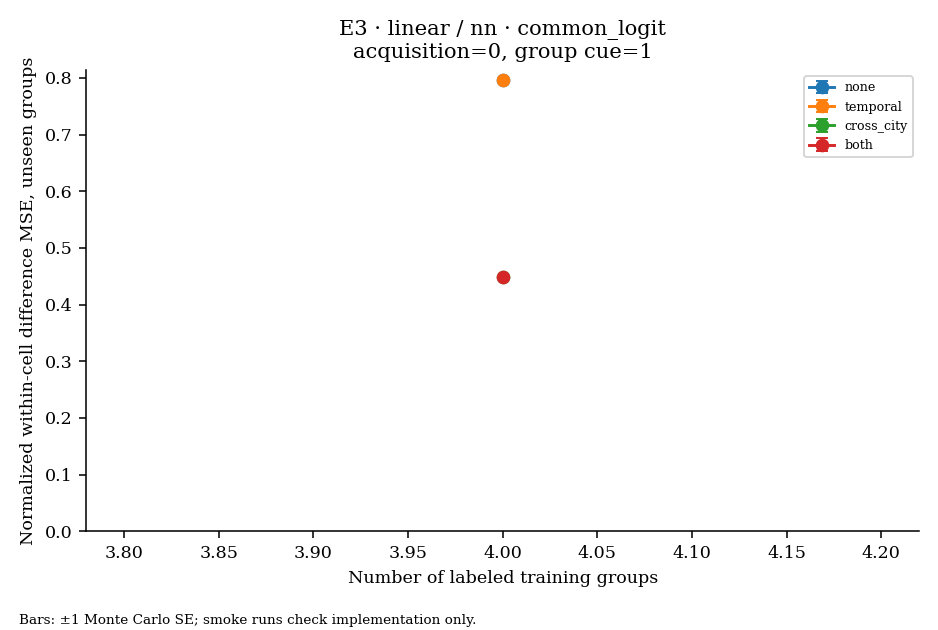 E3 · linear / nn · common_logit
acquisition=0, group cue=1
Normalized within-cell difference MSE, unseen groups
0.8
0.7
0.6
0.5
0.4
0.3
0.2
0.1
0.0
none
temporal
cross_city
both
3.80 3.85 3.90 3.95 4.00 4.05 4.10 4.15 4.20
Number of labeled training groups
Bars: ±1 Monte Carlo SE; smoke runs check implementation only.